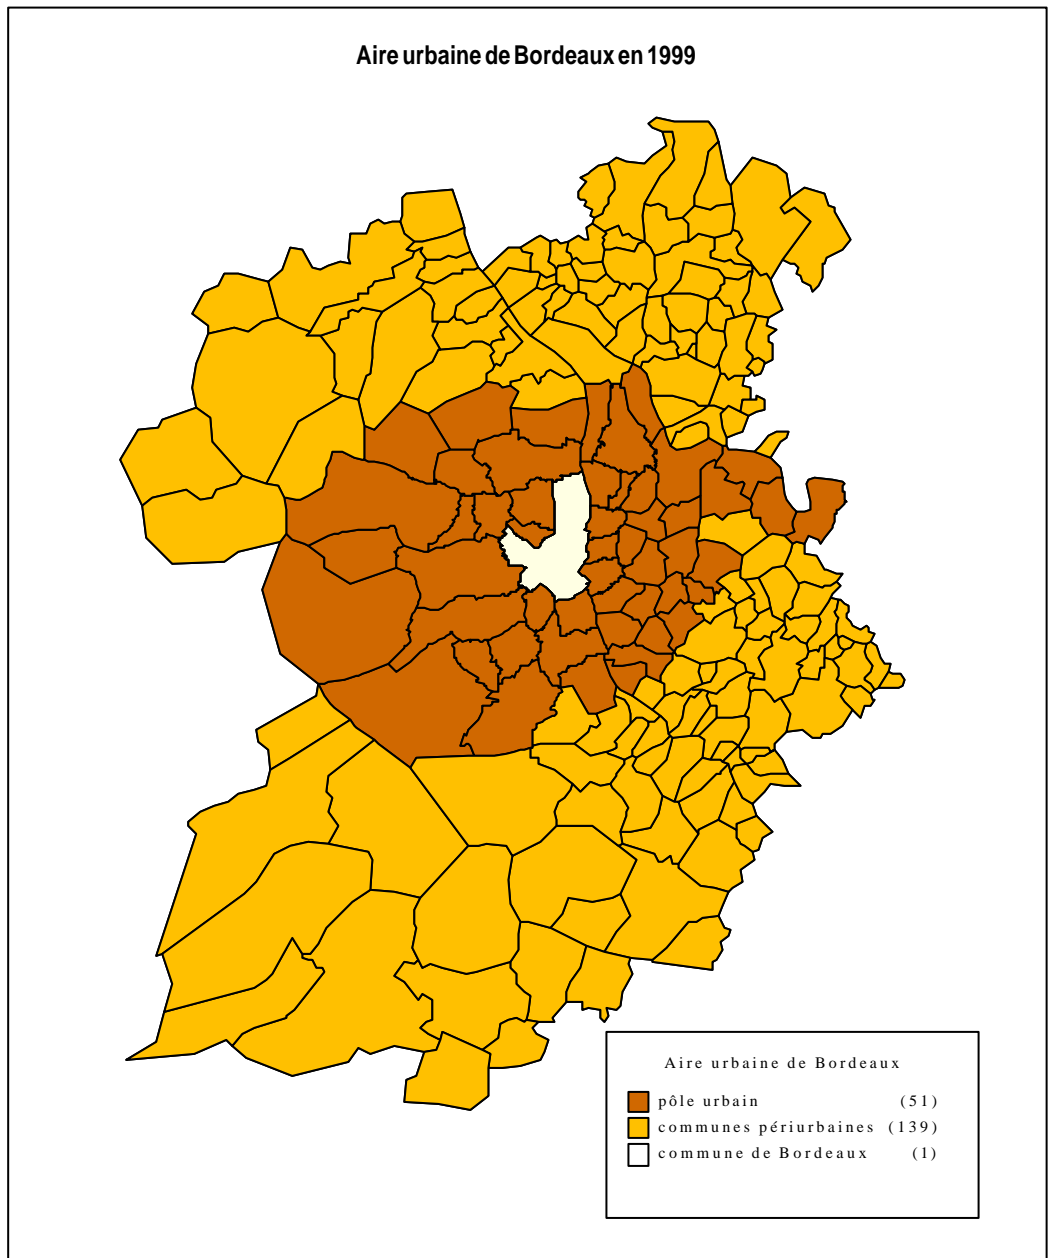 Aire urbaine de Bordeaux en 1999
Aire urbaine de Bordeaux
pôle urbain (51)
communes périurbaines (139)
commune de Bordeaux (1)